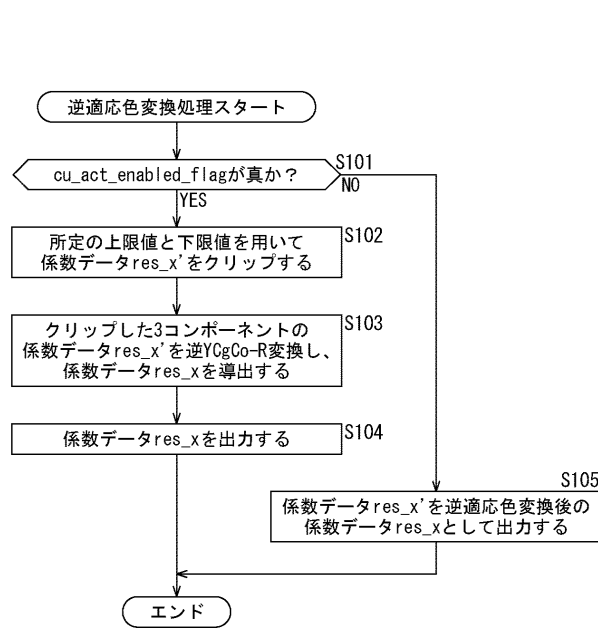 逆適応色変換処理スタート
cu_act_enabled_flagが真か？
S101
NO
YES
所定の上限値と下限値を用いて
係数データres_x'をクリップする
S102
クリップした3コンポーネントの
係数データres_x'を逆YCgCo-R変換し、
係数データres_xを導出する
S103
係数データres_xを出力する
S104
S105
係数データres_x'を逆適応色変換後の
係数データres_xとして出力する
エンド